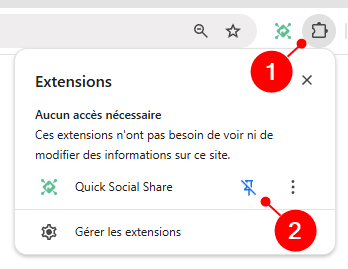 1
Extensions
Aucun accès nécessaire
Ces extensions n'ont pas besoin de voir ni de
modifier des informations sur ce site.
Quick Social Share
2
Gérer les extensions